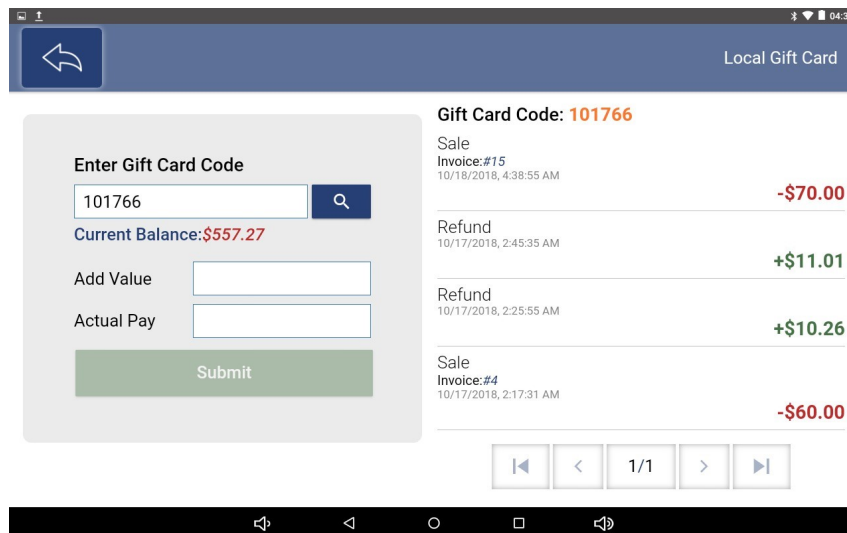 04:3
Local Gift Card
Enter Gift Card Code
101766
Current Balance:$557.27
Add Value
Actual Pay
Submit
Gift Card Code: 101766
Sale
Invoice:#15
10/18/2018, 4:38:55 AM
-$70.00
Refund
10/17/2018, 2:45:35 AM
+$11.01
Refund
10/17/2018, 2:25:55 AM
+$10.26
Sale
Invoice:#4
10/17/2018, 2:17:31 AM
-$60.00
1/1